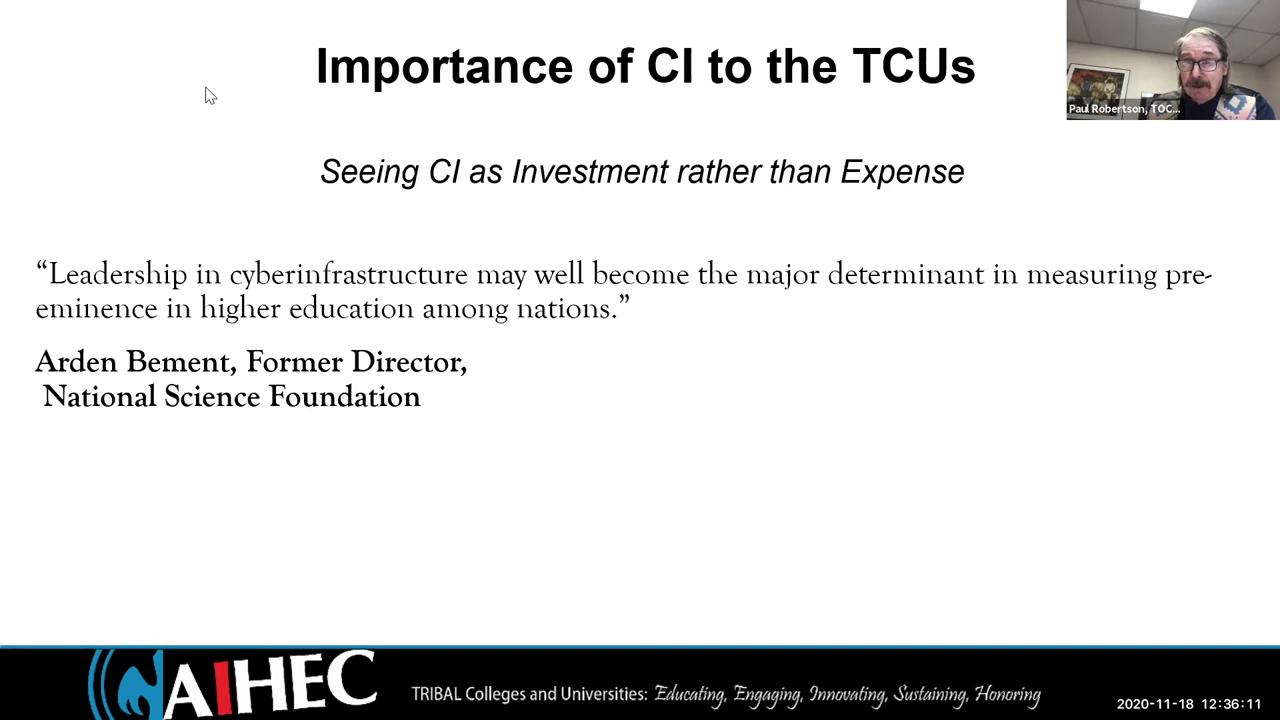 Importance of CI to the TCUs
Paul Robertson, TOC...
Seeing CI as Investment rather than Expense
“Leadership in cyberinfrastructure may well become the major determinant in measuring pre-
eminence in higher education among nations.”
Arden Bement, Former Director,
National Science Foundation
AIHEC
TRIBAL Colleges and Universities: Educating, Engaging, Innovating, Sustaining, Honoring
2020-11-18 12:36:11